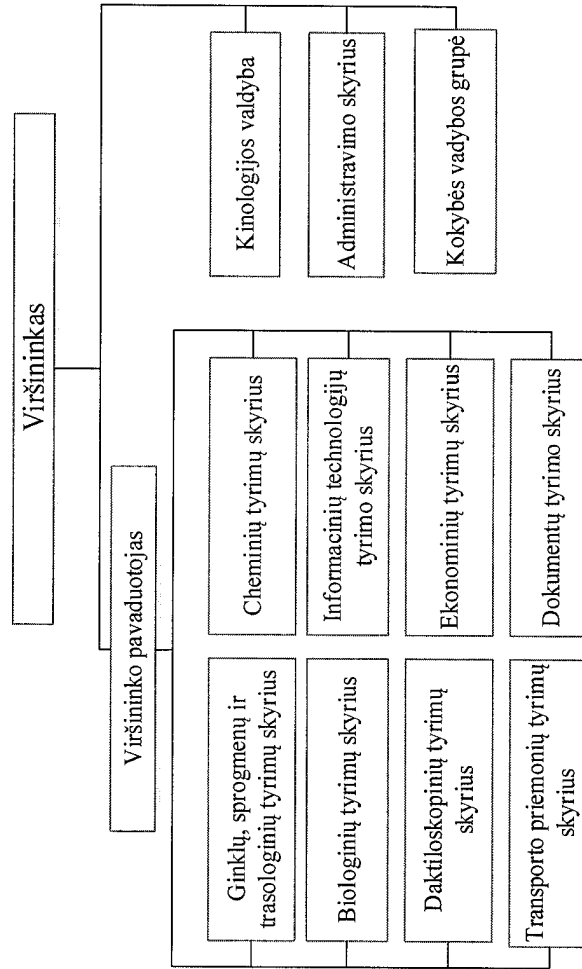 Viršininkas
Viršininko pavaduotojas
Ginklų, sprogmenų ir
trasologinių tyrimų skyrius
Biologinių tyrimų skyrius
Daktiloskopinių tyrimų
skyrius
Transporto priemonių tyrimų
skyrius
Cheminių tyrimų skyrius
Informacinių technologijų
tyrimo skyrius
Ekonominių tyrimų skyrius
Dokumentų tyrimo skyrius
Kinologijos valdyba
Administravimo skyrius
Kokybės vadybos grupė